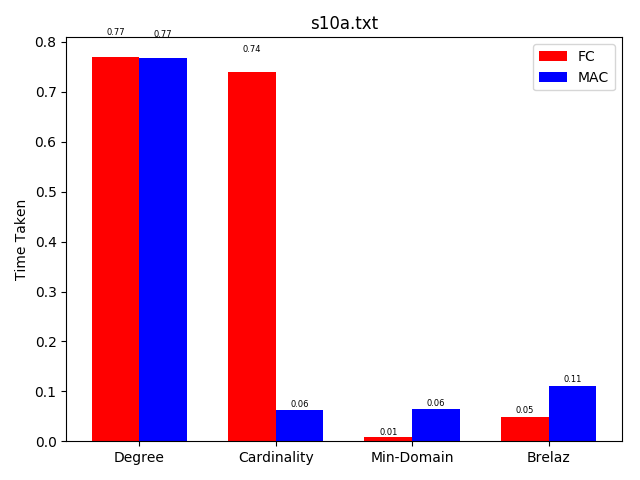 s10a.txt
Time Taken
0.8
0.7
0.6
0.5
0.4
0.3
0.2
0.1
0.0
0.77
0.77
0.74
0.06
0.01
0.06
0.05
0.11
FC
MAC
Degree
Cardinality
Min-Domain
Brelaz